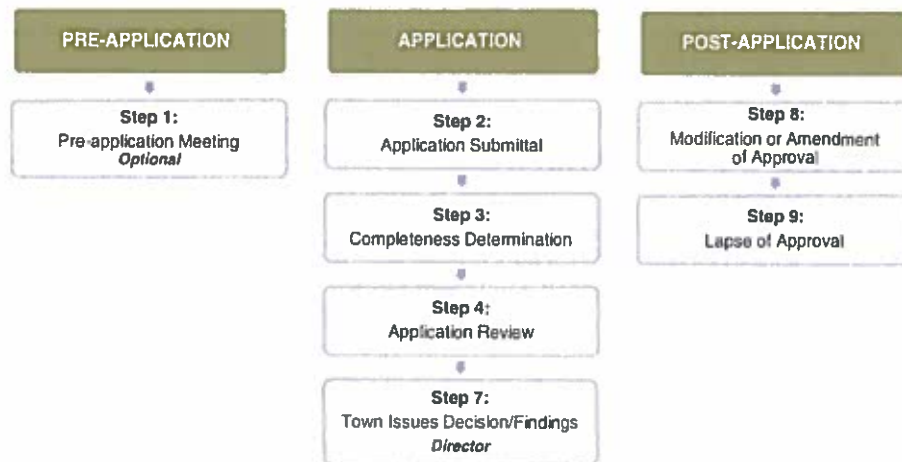 PRE-APPLICATION
Step 1:
Pre-application Meeting
Optional
APPLICATION
Step 2:
Application Submittal
Step 3:
Completeness Determination
Step 4:
Application Review
Step 7:
Town Issues Decision/Findings
Director
POST-APPLICATION
Step 8:
Modification or Amendment
of Approval
Step 9:
Lapse of Approval